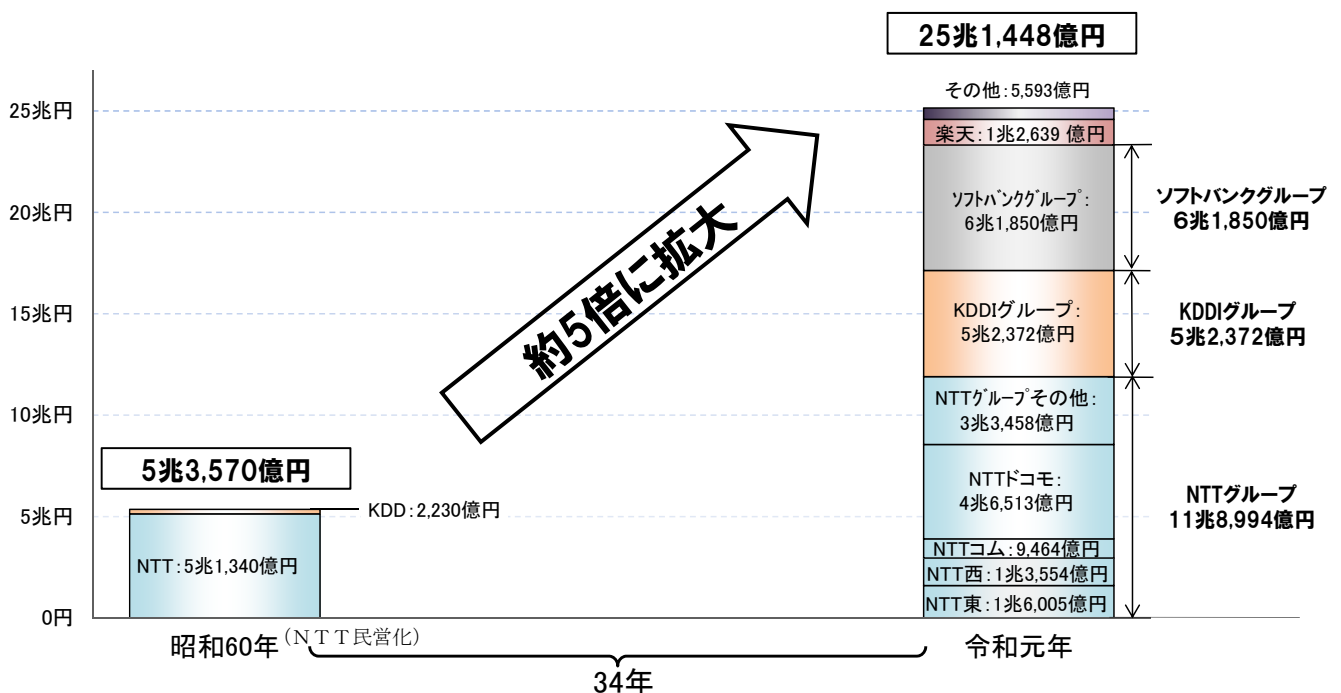 25兆1,448億円
25兆円
20兆円
15兆円
10兆円
5兆円
0円
その他：5,593億円
楽天：1兆2,639 億円
ｿﾌﾄﾊﾞﾝｸｸﾞﾙｰﾌﾟ：
6兆1,850億円
KDDIグループ：
5兆2,372億円
NTTｸﾞﾙｰﾌﾟその他：
3兆3,458億円
NTTドコモ：
4兆6,513億円
NTTコム：9,464億円
NTT西：1兆3,554億円
NTT東：1兆6,005億円
ソフトバンクグループ
６兆1,850億円
KDDIグループ
５兆2,372億円
NTTグループ
11兆8,994億円
約5倍に拡大
5兆3,570億円
KDD：2,230億円
NTT：5兆1,340億円
昭和60年（ＮＴＴ民営化）
令和元年
34年